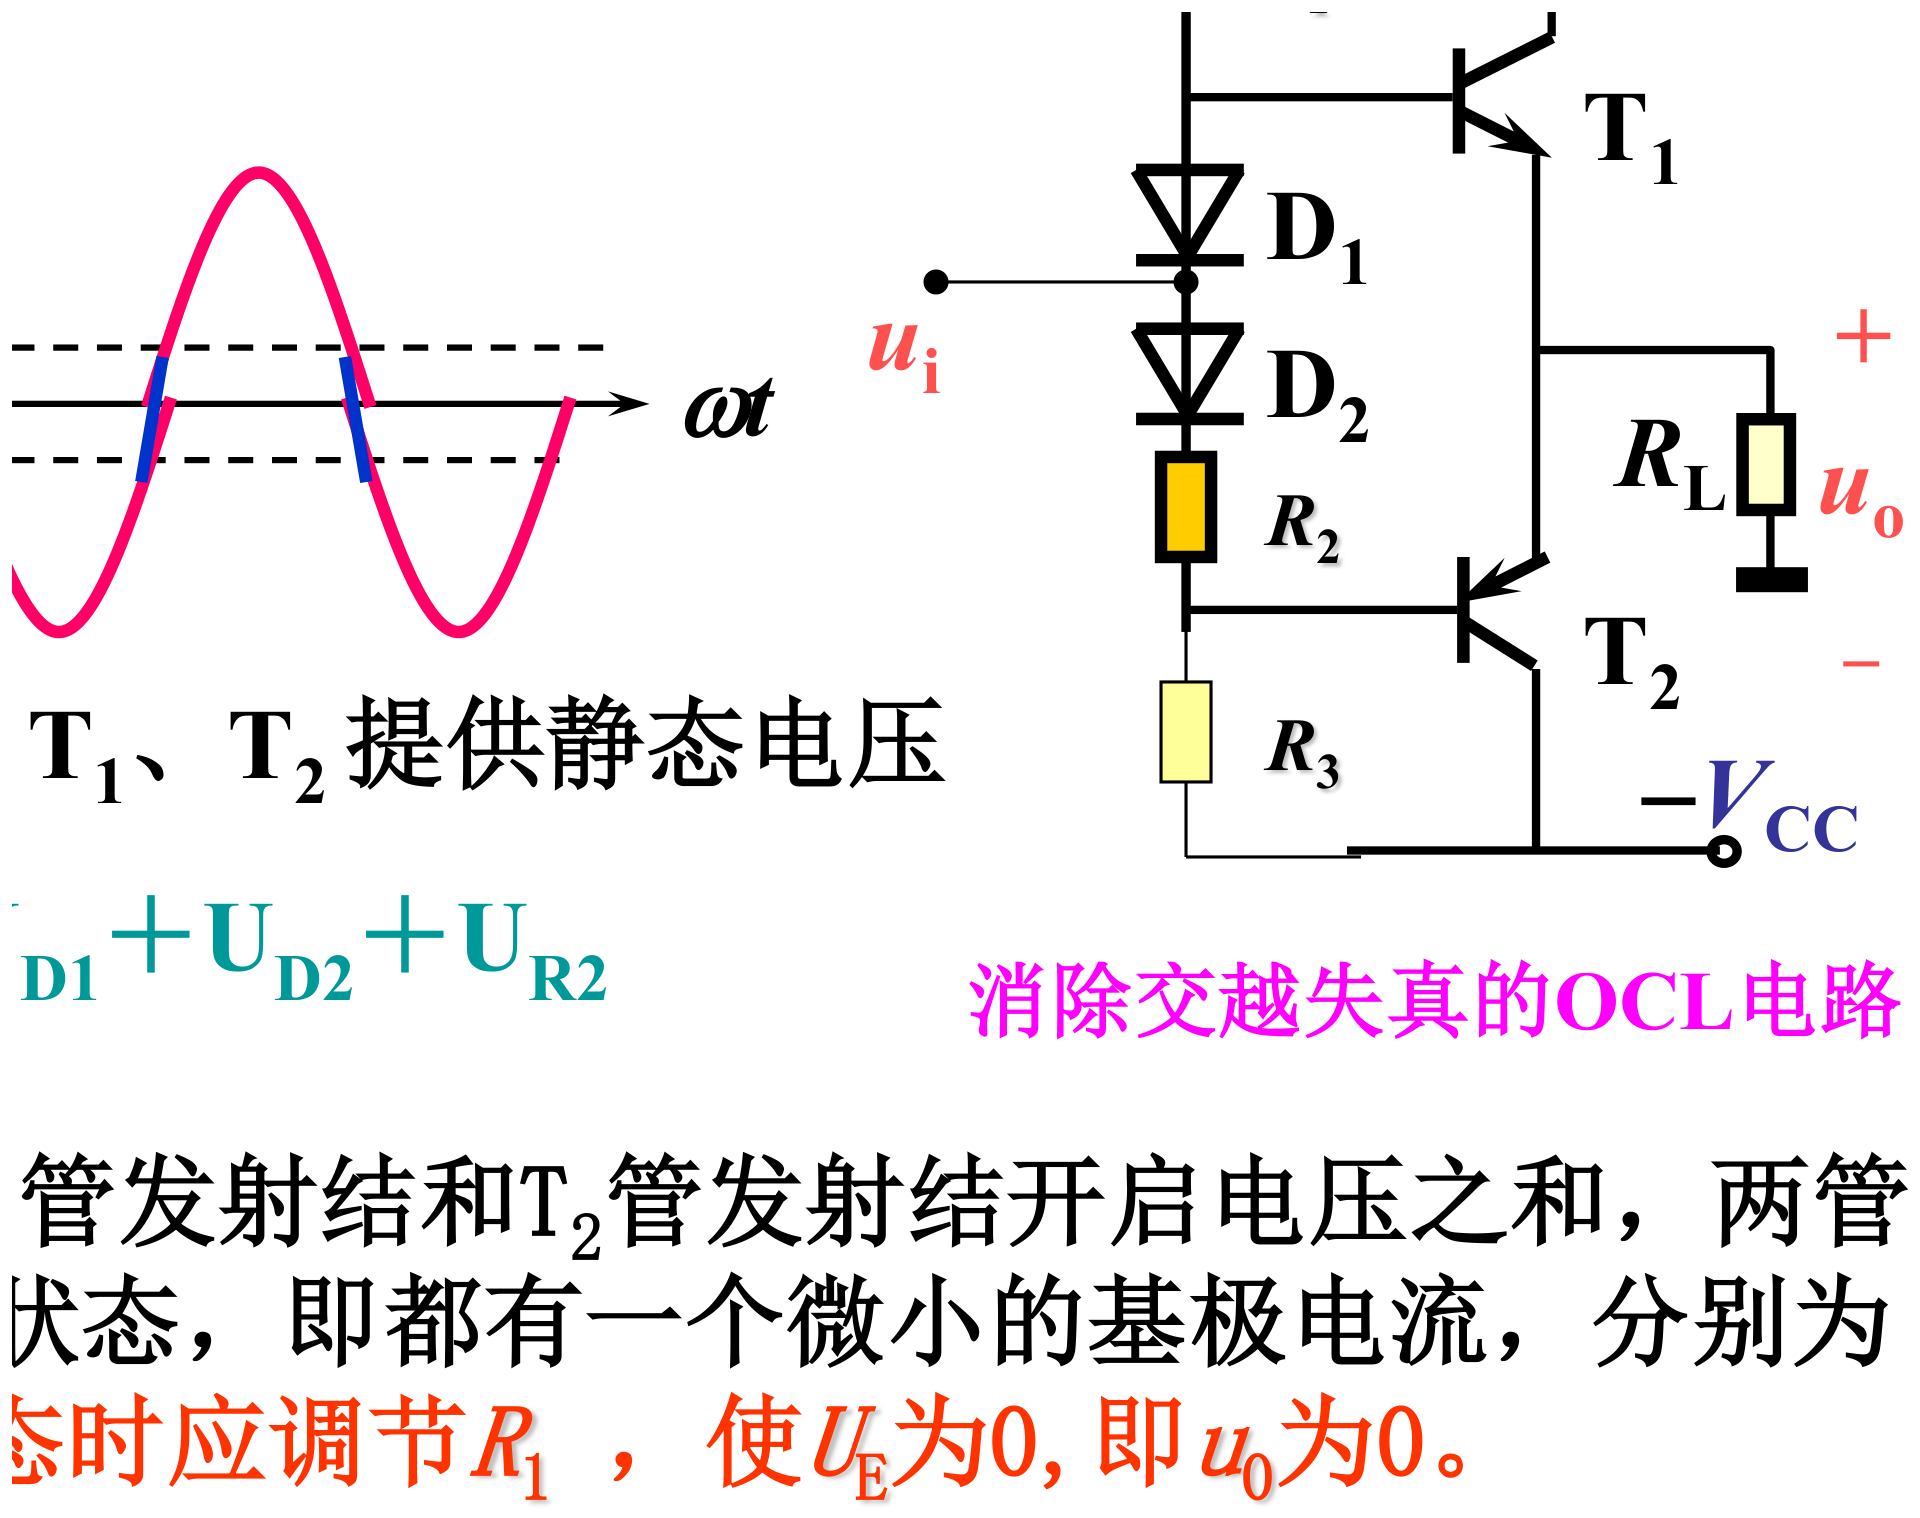 T1
D1
ui
ωt
D2
+
RL
uo
R2
T2
−
T1、T2 提供静态电压
R3
−VCC
D1+UD2+UR2
消除交越失真的OCL电路
管发射结和T2管发射结开启电压之和，两管
状态，即都有一个微小的基极电流，分别为
态时应调节R1 ，使UE为0,即u0为0。